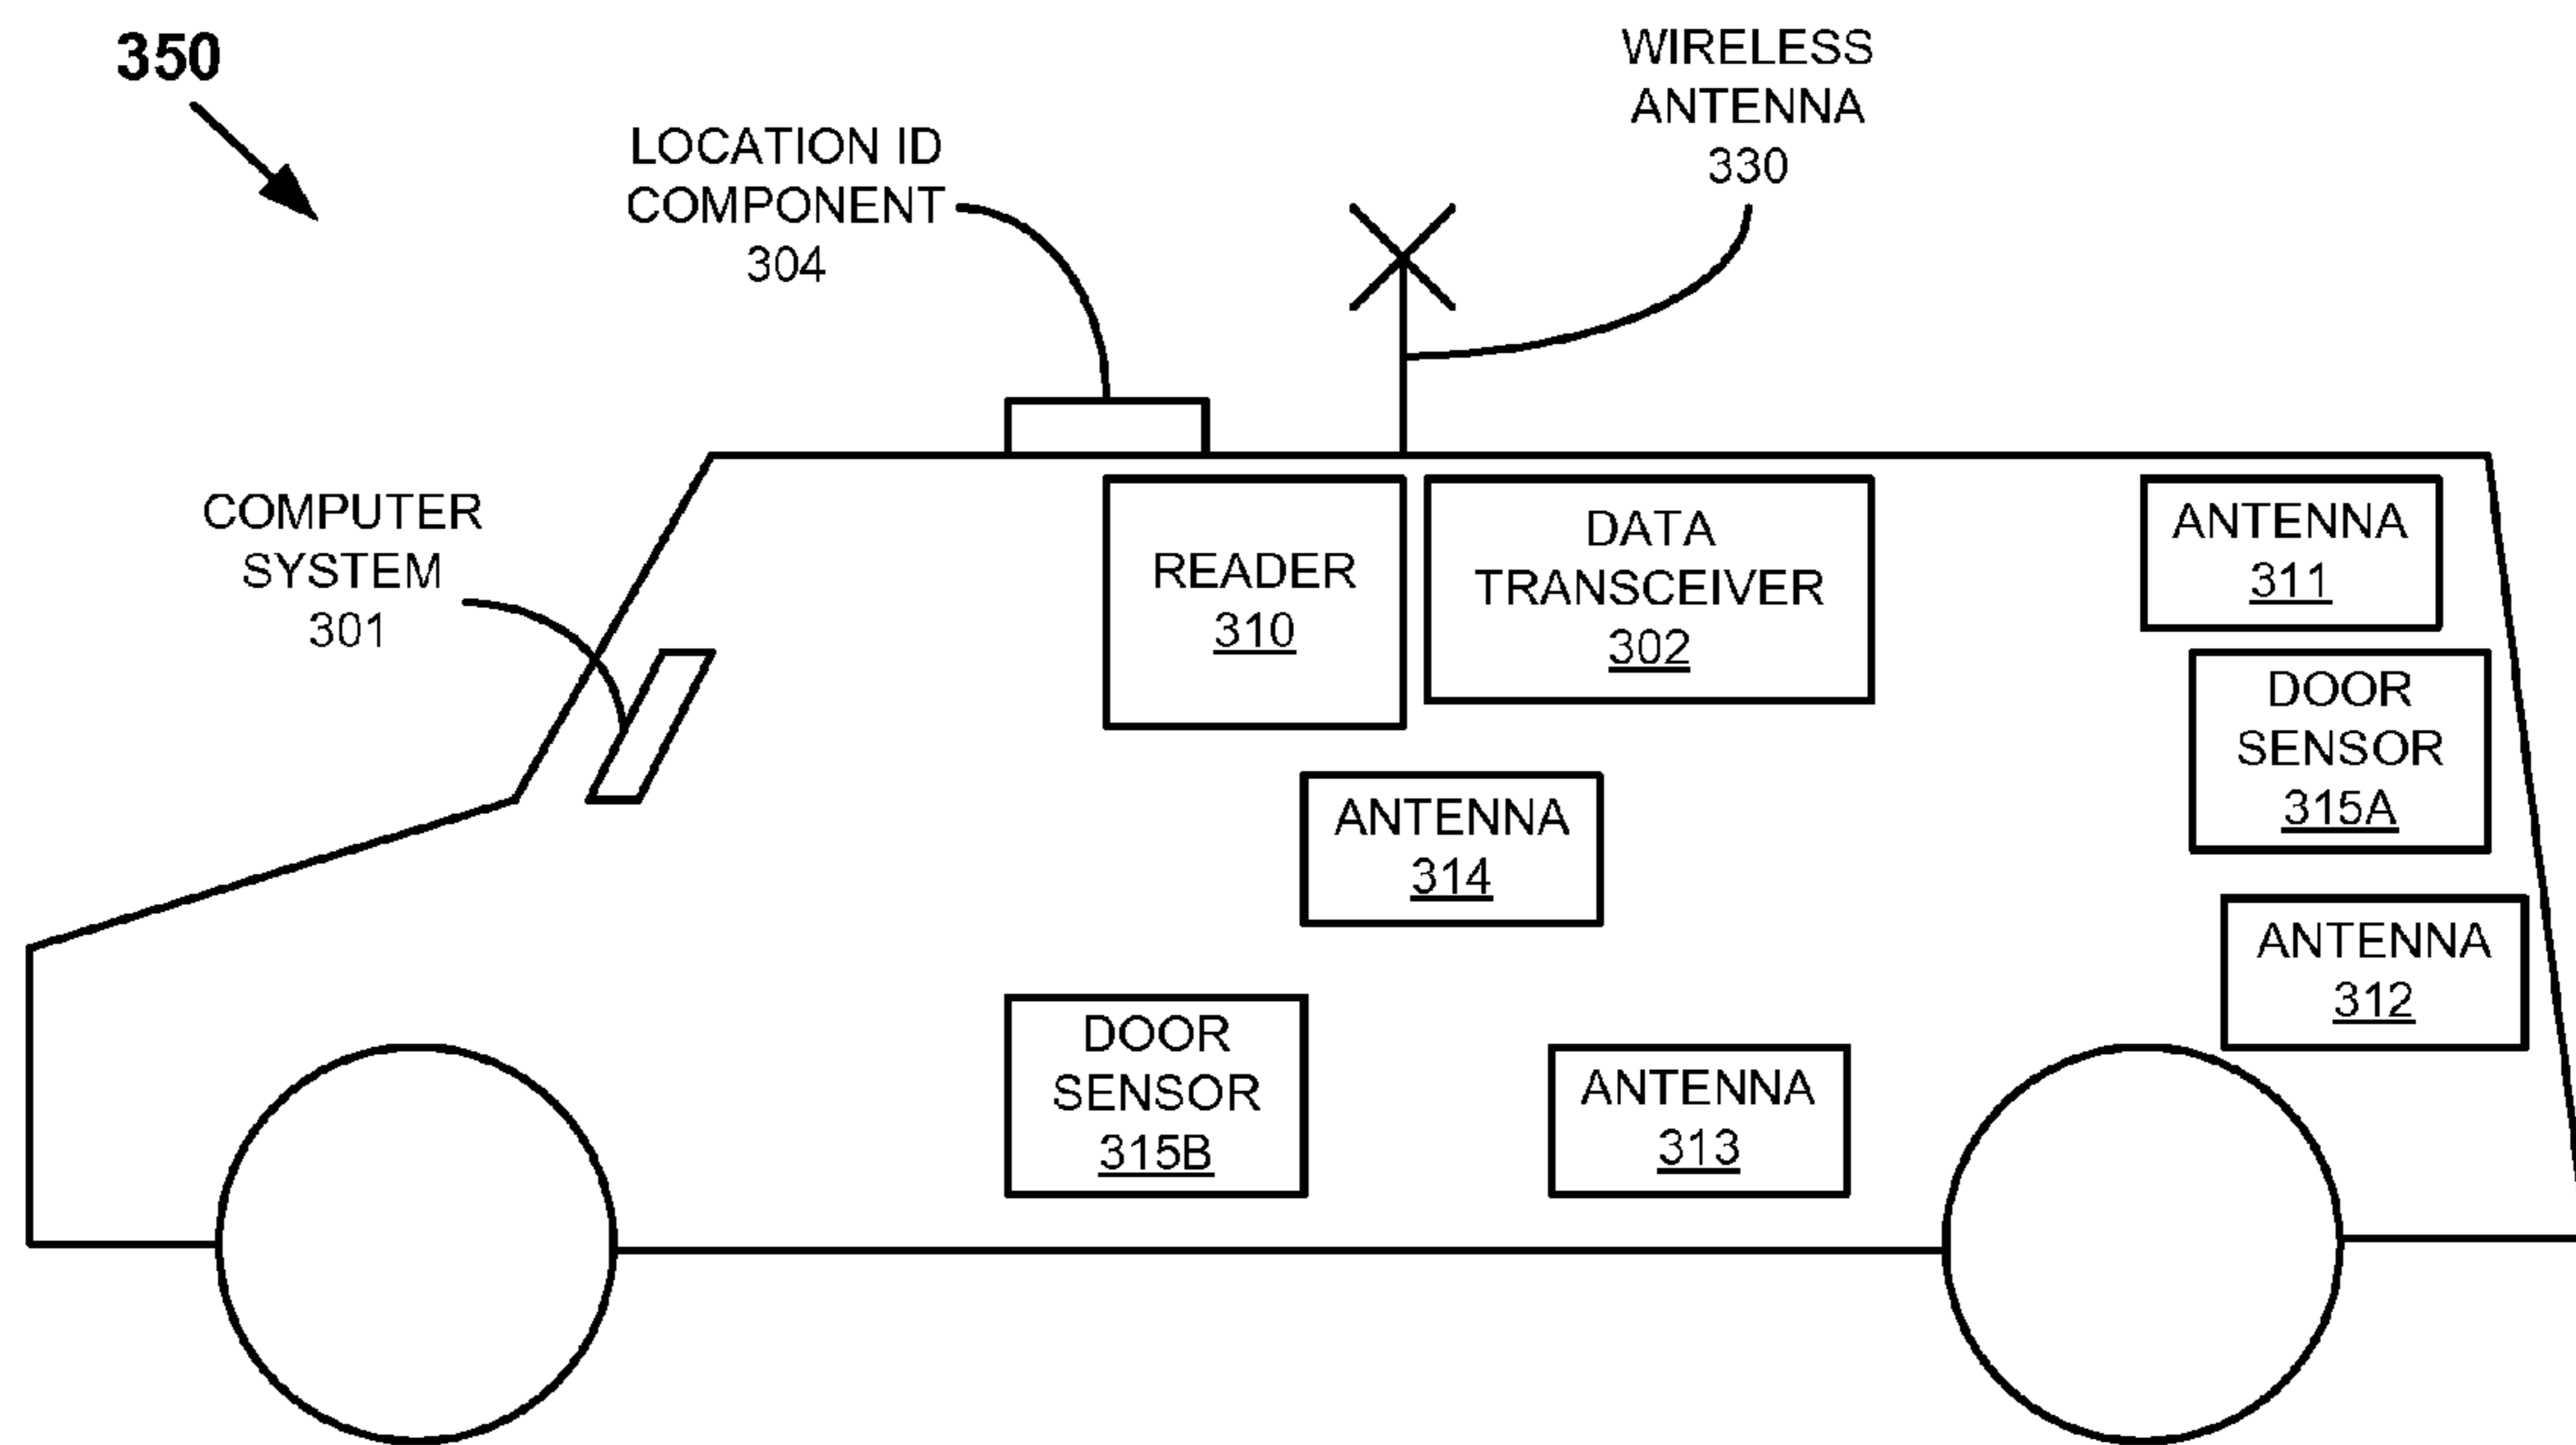 350
WIRELESS
ANTENNA
330
LOCATION ID
COMPONENT
304
COMPUTER
SYSTEM
301
READER
310
DATA
TRANSCEIVER
302
ANTENNA
311
DOOR
SENSOR
315A
ANTENNA
314
ANTENNA
312
DOOR
SENSOR
315B
ANTENNA
313